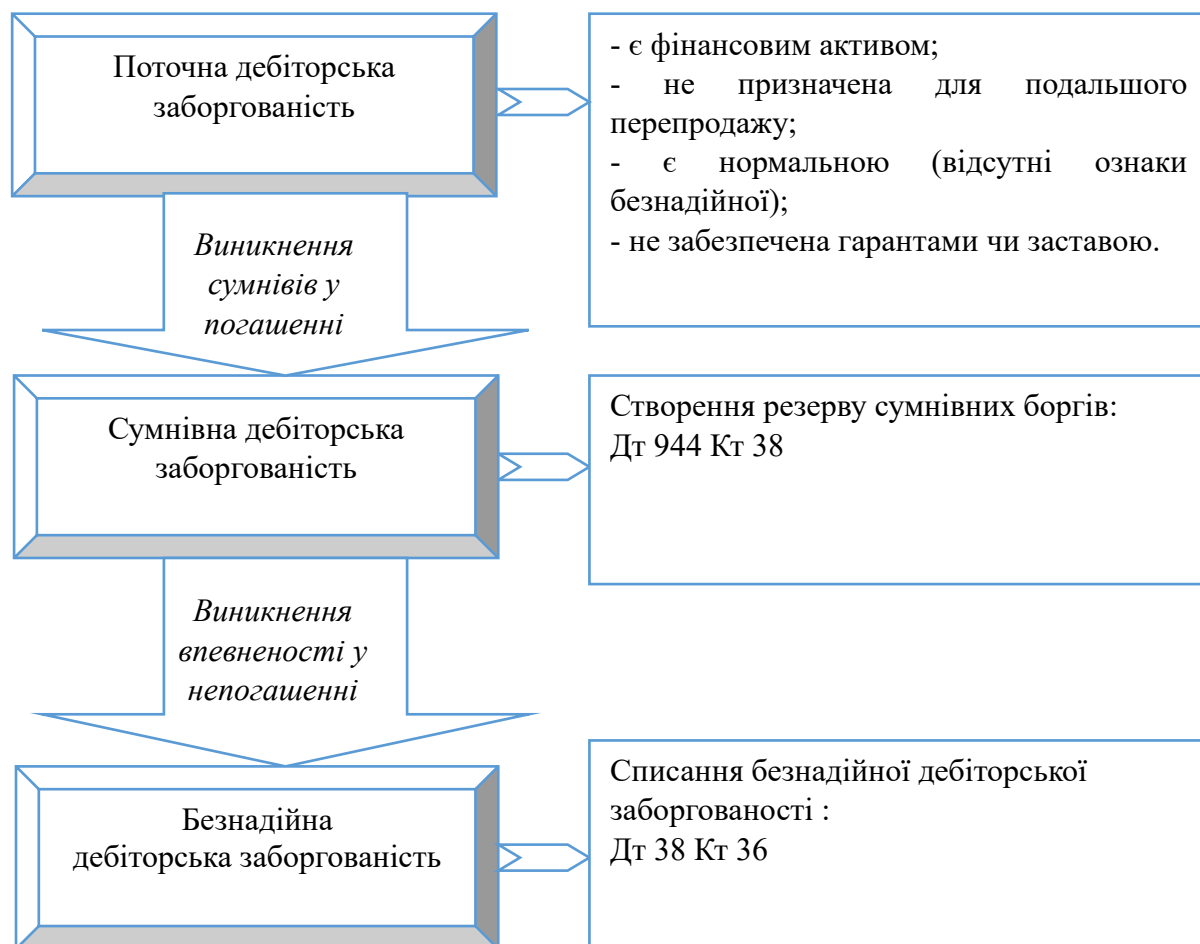 Поточна дебіторська
заборгованість
- є фінансовим активом;
- не призначена для подальшого
перепродажу;
- є нормальною (відсутні ознаки
безнадійної);
- не забезпечена гарантами чи заставою.
Виникнення
сумнівів у
погашенні
Сумнівна дебіторська
заборгованість
Створення резерву сумнівних боргів:
Дт 944 Кт 38
Виникнення
впевненості у
непогашенні
Безнадійна
дебіторська заборгованість
Списання безнадійної дебіторської
заборгованості :
Дт 38 Кт 36